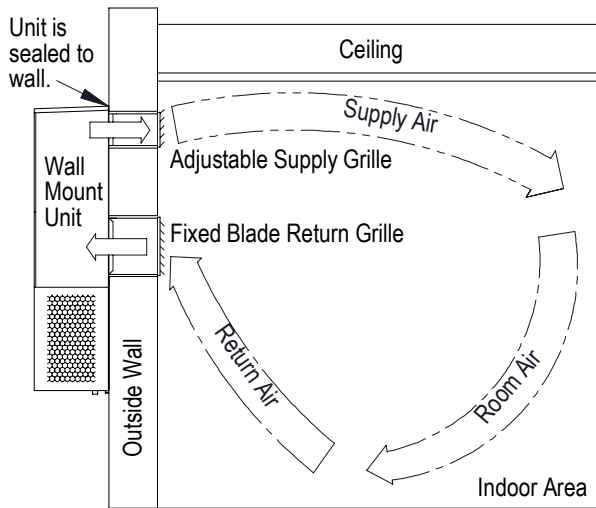 Unit is
sealed to
wall.
Ceiling
Supply Air
Adjustable Supply Grille
Wall
Mount
Unit
Fixed Blade Return Grille
Return Air
Room Air
Outside Wall
Indoor Area